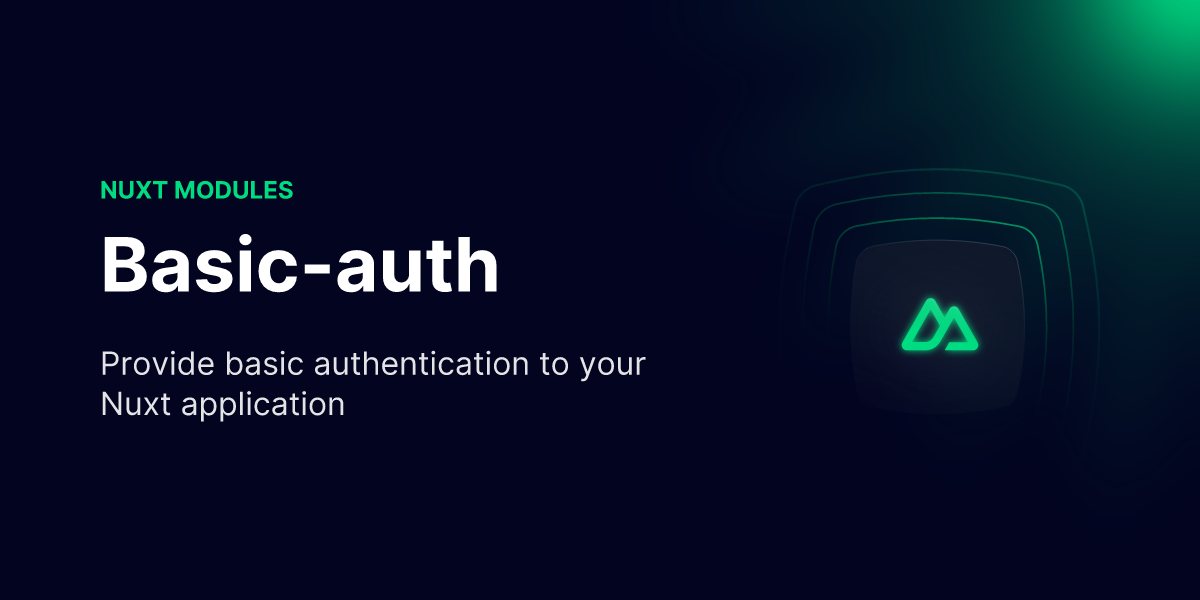 NUXT MODULES
Basic-auth
Provide basic authentication to your
Nuxt application